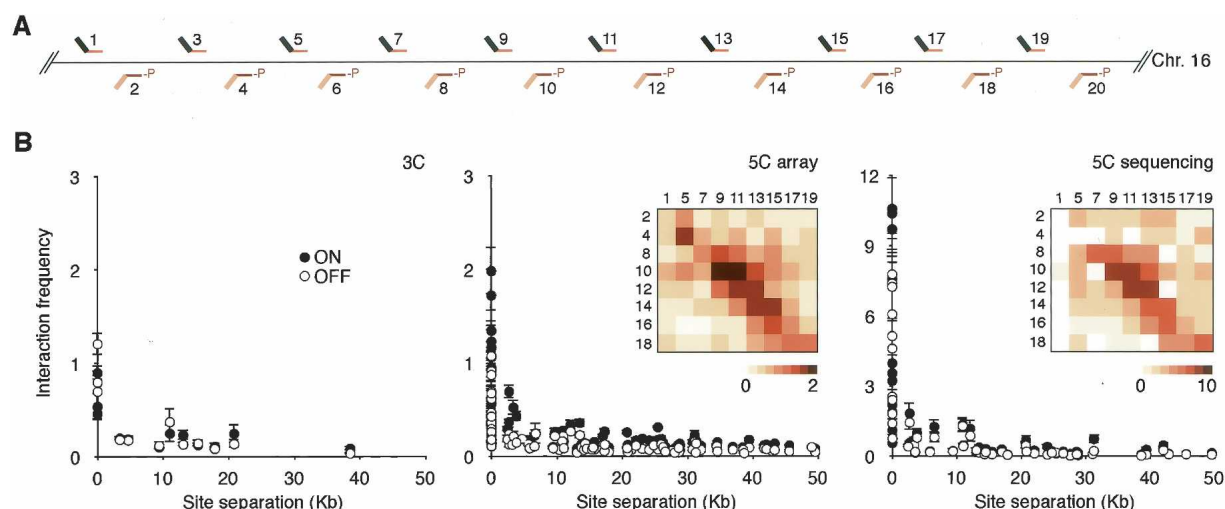 A
1 3 5 7 9 11 13 15 17 19
Chr. 16
-P -P -P -P -P -P -P -P -P -P
2 4 6 8 10 12 14 16 18 20
B
3C
3
2
1
0
Interaction frequency
ON
OFF
0 10 20 30 40 50
Site separation (Kb)
5C array
3
2
1
0
1 5 7 9 11 13 15 17 19
2
4
8
10
12
14
16
18
0 2
0 10 20 30 40 50
Site separation (Kb)
5C sequencing
12
9
6
3
0
1 5 7 9 11 13 15 17 19
2
4
8
10
12
14
16
18
0 10
0 10 20 30 40 50
Site separation (Kb)